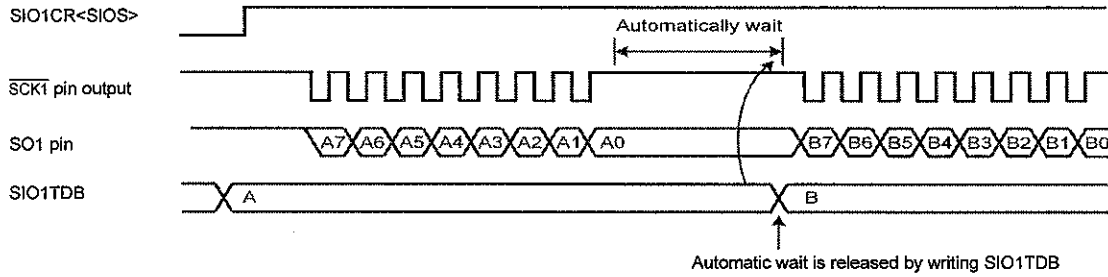 SIO1CR<SIOS>
Automatically wait
SCK1 pin output
SO1 pin
A7 A6 A5 A4 A3 A2 A1 A0 B7 B6 B5 B4 B3 B2 B1 B0
SIO1TDB
A B
Automatic wait is released by writing SIO1TDB